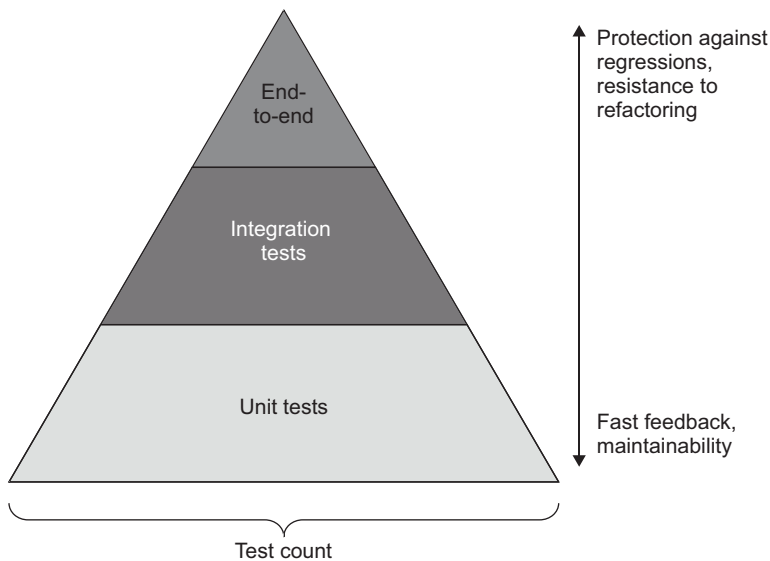 End-
to-end
Integration
tests
Unit tests
Protection against
regressions,
resistance to
refactoring
Fast feedback,
maintainability
Test count